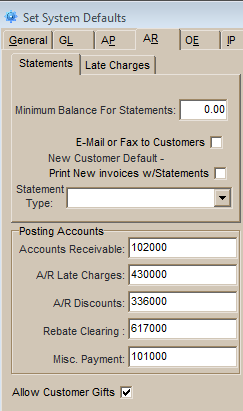 Set System Defaults
General GL AP AR OE IP
Statements Late Charges
Minimum Balance For Statements: 0.00
E-Mail or Fax to Customers
New Customer Default -
Print New invoices w/Statements
Statement
Type:
Posting Accounts
Accounts Receivable: 102000
A/R Late Charges: 430000
A/R Discounts: 336000
Rebate Clearing : 617000
Misc. Payment: 101000
Allow Customer Gifts